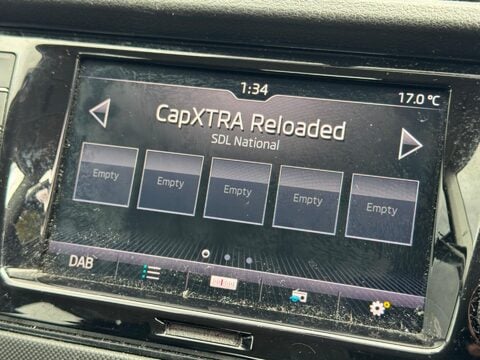 1:34
17.0 °C
CapXTRA Reloaded
SDL National
Empty Empty Empty Empty Empty
DAB